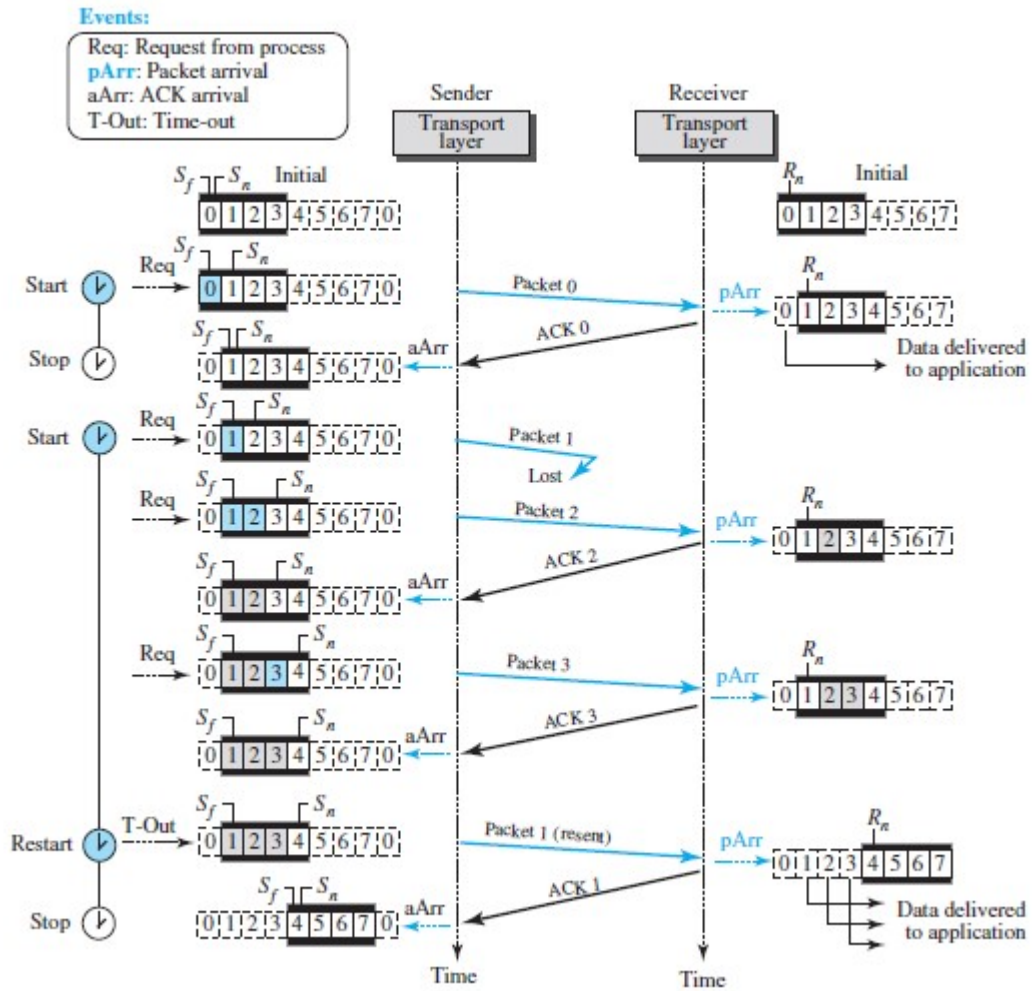 Events:
Req: Request from process
pArr: Packet arrival
aArr: ACK arrival
T-Out: Time-out
Sender
Transport layer
Receiver
Transport layer
Sf Sn Initial
0 1 2 3 4 5 6 7 0
Rn Initial
0 1 2 3 4 5 6 7
Start
Req
Sf Sn
0 1 2 3 4 5 6 7 0
Packet 0
pArr
Rn
0 1 2 3 4 5 6 7
Data delivered
to application
ACK 0
Stop
Sf Sn
0 1 2 3 4 5 6 7 0
aArr
Start
Req
Sf Sn
0 1 2 3 4 5 6 7 0
Packet 1
Lost
Req
Sf Sn
0 1 2 3 4 5 6 7 0
Packet 2
pArr
Rn
0 1 2 3 4 5 6 7
ACK 2
Sf Sn
0 1 2 3 4 5 6 7 0
aArr
Req
Sf Sn
0 1 2 3 4 5 6 7 0
Packet 3
pArr
Rn
0 1 2 3 4 5 6 7
ACK 3
Sf Sn
0 1 2 3 4 5 6 7 0
aArr
Restart
T-Out
Sf Sn
0 1 2 3 4 5 6 7 0
Packet 1 (resent)
pArr
Rn
0 1 2 3 4 5 6 7
Data delivered
to application
ACK 1
Stop
Sf Sn
0 1 2 3 4 5 6 7 0
aArr
Time
Time